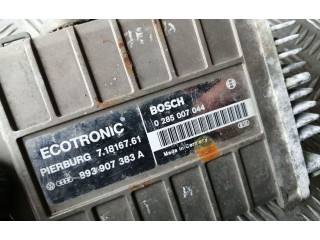 ECOTRONIC®
PIERBURG 7.18167.61
893 907 383 A
BOSCH
0 285 007 044
Made in Germany